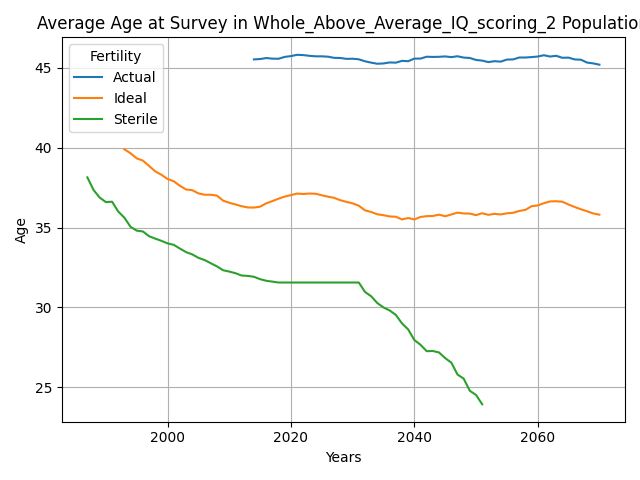 Average Age at Survey in Whole_Above_Average_IQ_scoring_2 Population
Fertility
Actual
Ideal
Sterile
45
40
35
30
25
Age
2000
2020
2040
2060
Years